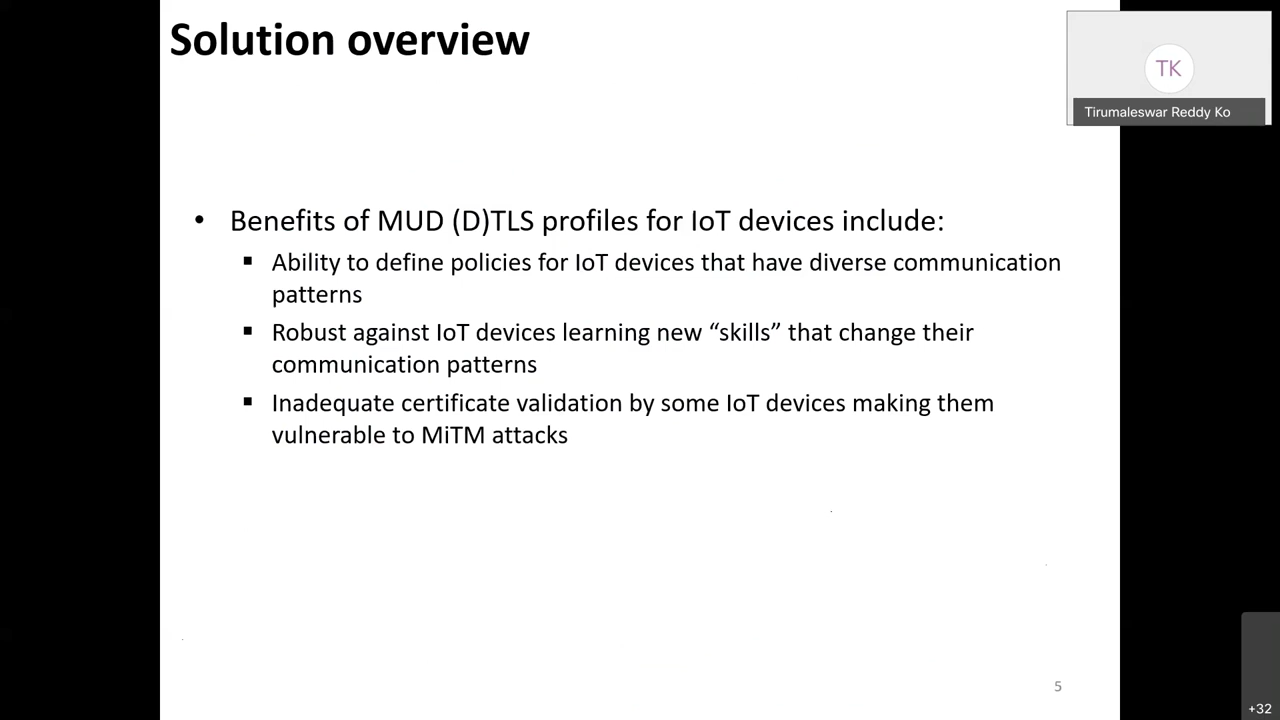 Solution overview
TK
Tirumaleswar Reddy Ko
• Benefits of MUD (D)TLS profiles for IoT devices include:
▪ Ability to define policies for IoT devices that have diverse communication
patterns
▪ Robust against IoT devices learning new “skills” that change their
communication patterns
▪ Inadequate certificate validation by some IoT devices making them
vulnerable to MiTM attacks
5
+32